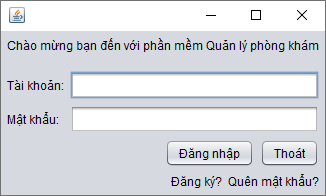 Chào mừng bạn đến với phần mềm Quản lý phòng khám
Tài khoản:
Mật khẩu:
Đăng nhập Thoát
Đăng ký? Quên mật khẩu?